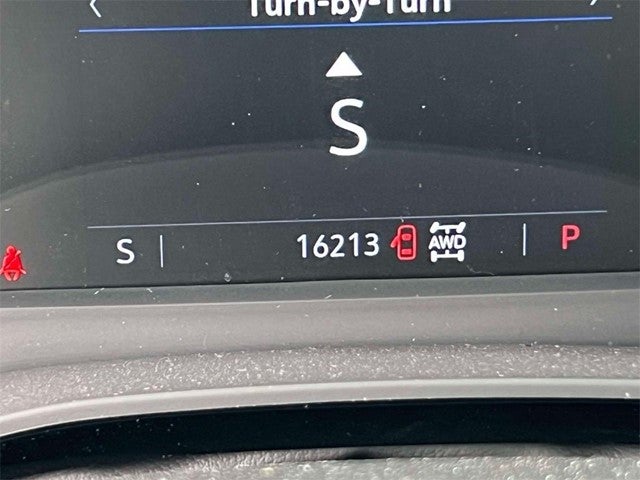 Turn-by-Turn
S
S 16213 AWD P